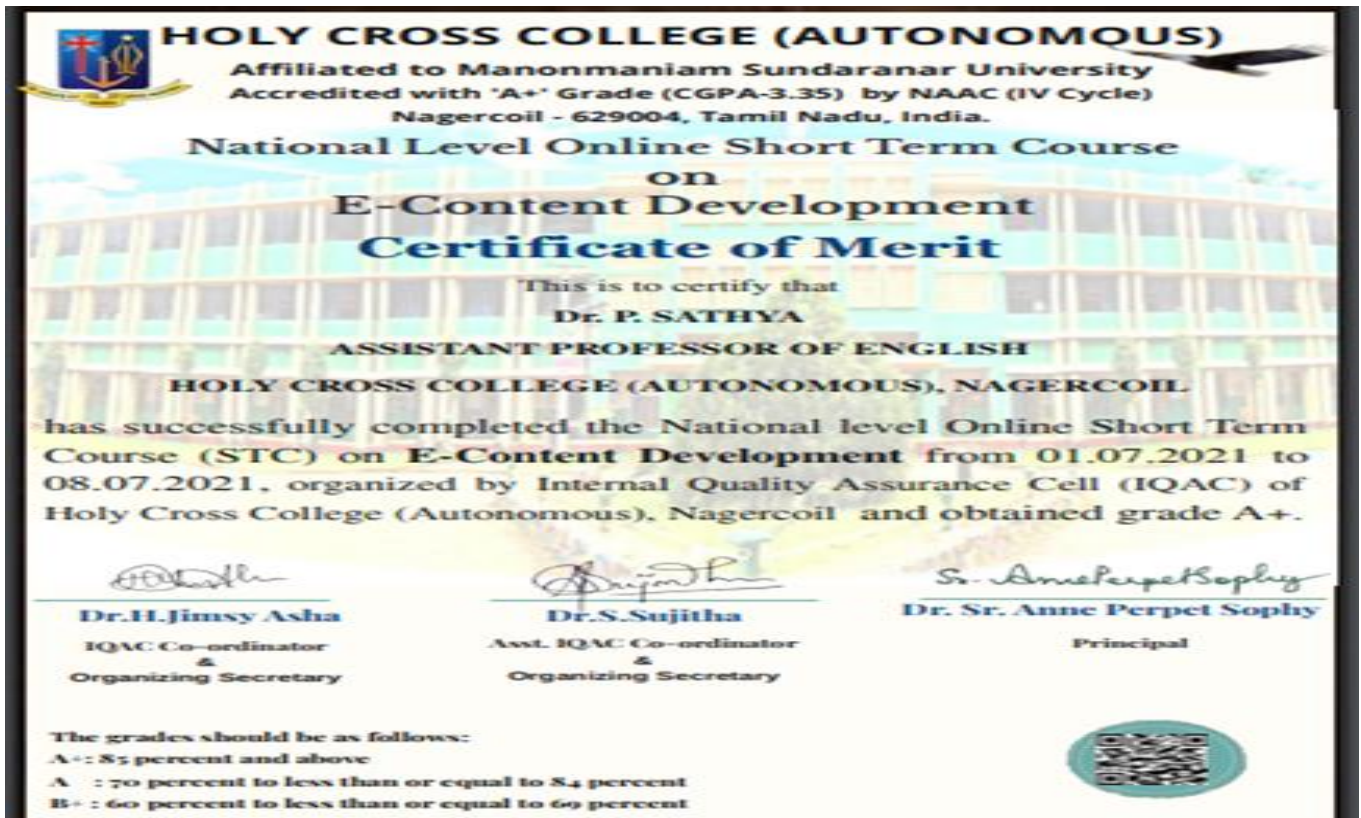 HOLY CROSS COLLEGE (AUTONOMOUS)
Affiliated to Manonmaniam Sundaranar University
Accredited with 'A+' Grade (CGPA-3.35) by NAAC (IV Cycle)
Nagercoil - 629004, Tamil Nadu, India.
National Level Online Short Term Course
on
E-Content Development
Certificate of Merit
This is to certify that
Dr. P. SATHYA
ASSISTANT PROFESSOR OF ENGLISH
HOLY CROSS COLLEGE (AUTONOMOUS), NAGERCOIL
has successfully completed the National level Online Short Term
Course (STC) on E-Content Development from 01.07.2021 to
08.07.2021, organized by Internal Quality Assurance Cell (IQAC) of
Holy Cross College (Autonomous), Nagercoil and obtained grade A+.
Sr. Anne Perpet Sophy
Dr.H.Jimsy Asha
IQAC Co-ordinator
&
Organizing Secretary
Dr.S.Sujitha
Asst. IQAC Co-ordinator
&
Organizing Secretary
Dr. Sr. Anne Perpet Sophy
Principal
The grades should be as follows:
A+: 85 percent and above
A : 70 percent to less than or equal to 84 percent
B+ : 60 percent to less than or equal to 69 percent